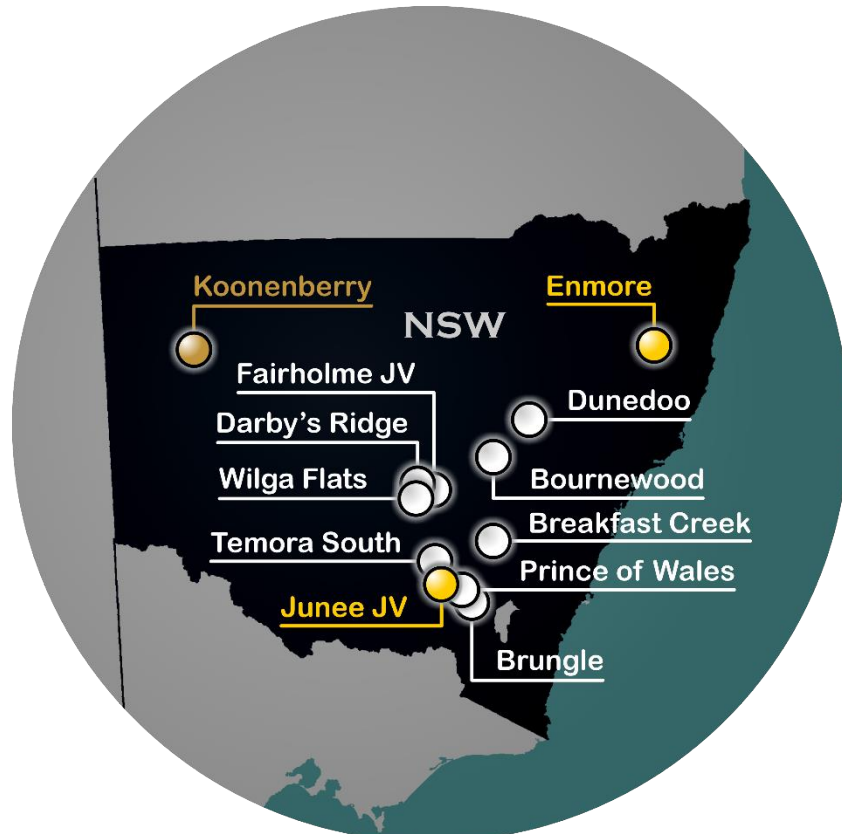 Koonenberry
Enmore
NSW
Fairholme JV
Dunedoo
Darby's Ridge
Wilga Flats
Bournewood
Breakfast Creek
Temora South
Prince of Wales
Junee JV
Brungle